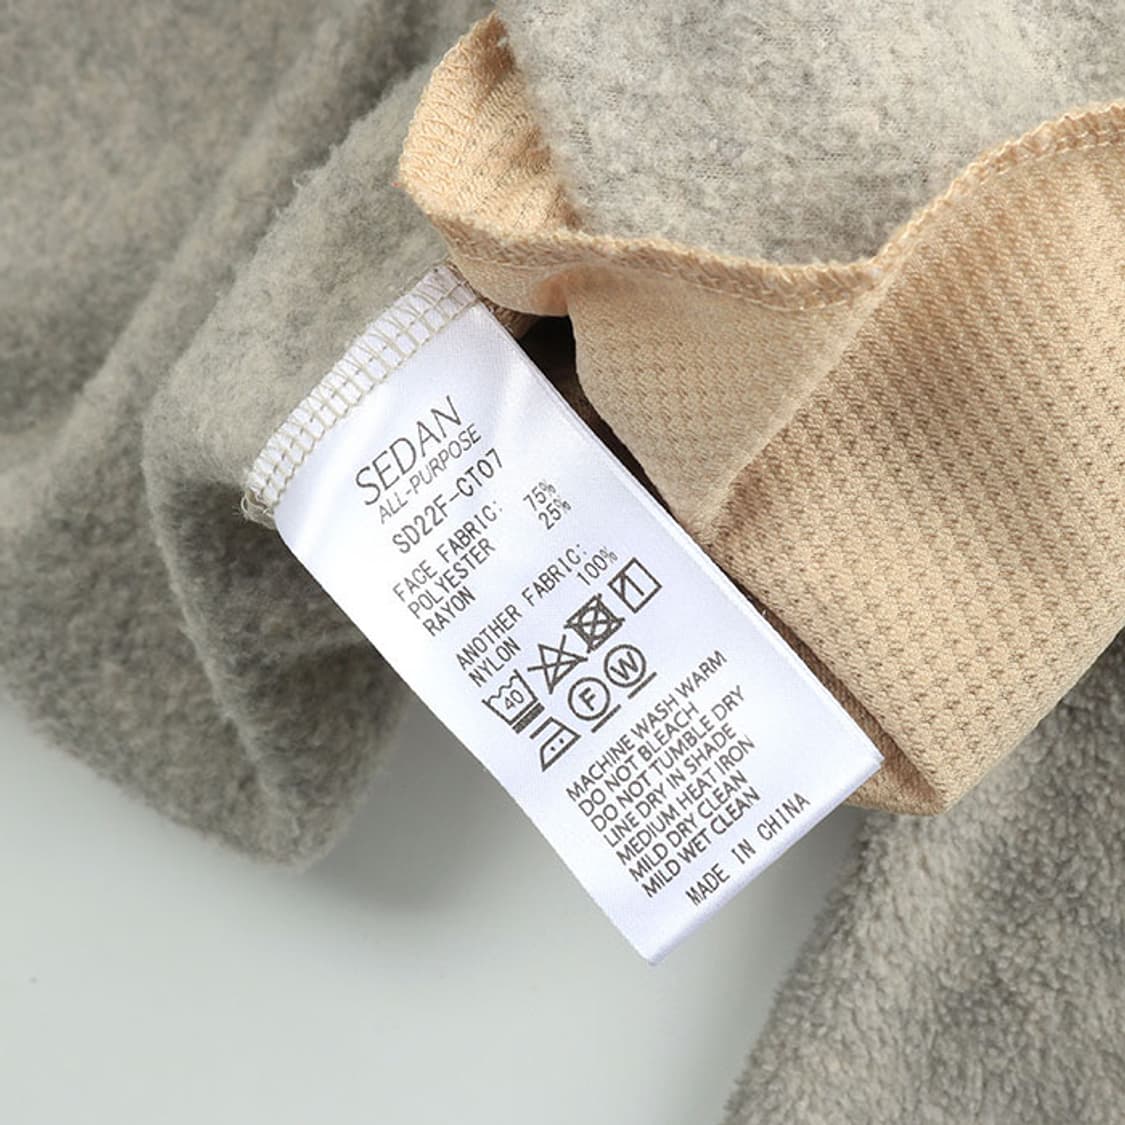 SEDAN
ALL-PURPOSE
SD22F-CT07
FACE FABRIC:
POLYESTER 75%
RAYON 25%
ANOTHER FABRIC:
NYLON 100%
40
F W
MACHINE WASH WARM
DO NOT BLEACH
DO NOT TUMBLE DRY
LINE DRY IN SHADE
MEDIUM HEAT IRON
MILD DRY CLEAN
MILD WET CLEAN
MADE IN CHINA